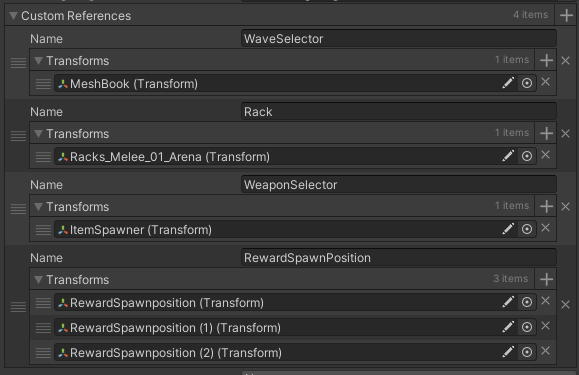 Custom References 4 items
Name WaveSelector
Transforms 1 items
MeshBook (Transform)
Name Rack
Transforms 1 items
Racks_Melee_01_Arena (Transform)
Name WeaponSelector
Transforms 1 items
ItemSpawner (Transform)
Name RewardSpawnPosition
Transforms 3 items
RewardSpawnposition (Transform)
RewardSpawnposition (1) (Transform)
RewardSpawnposition (2) (Transform)